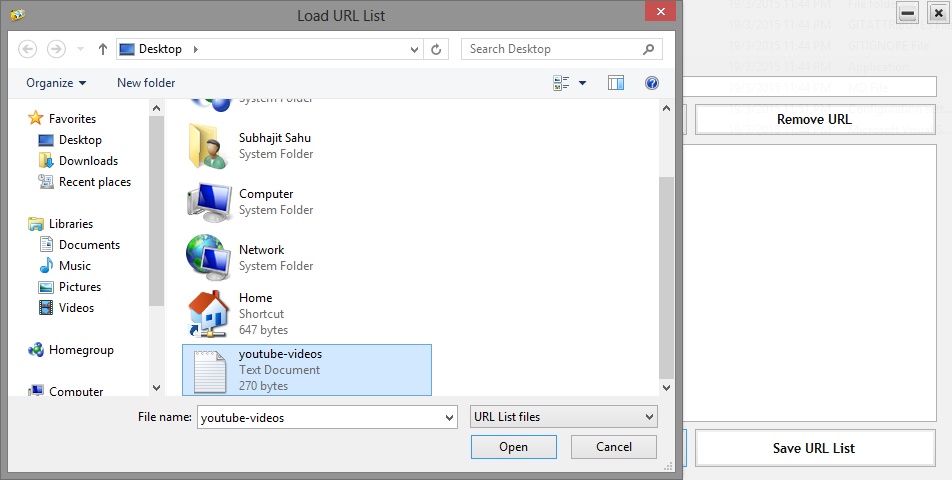 Load URL List
Desktop
Search Desktop
Organize
New folder
Favorites
Desktop
Downloads
Recent places
Libraries
Documents
Music
Pictures
Videos
Homegroup
Computer
System Folder
Subhajit Sahu
System Folder
Computer
System Folder
Network
System Folder
Home
Shortcut
647 bytes
youtube-videos
Text Document
270 bytes
File name:
youtube-videos
URL List files
Open
Cancel
Remove URL
Save URL List